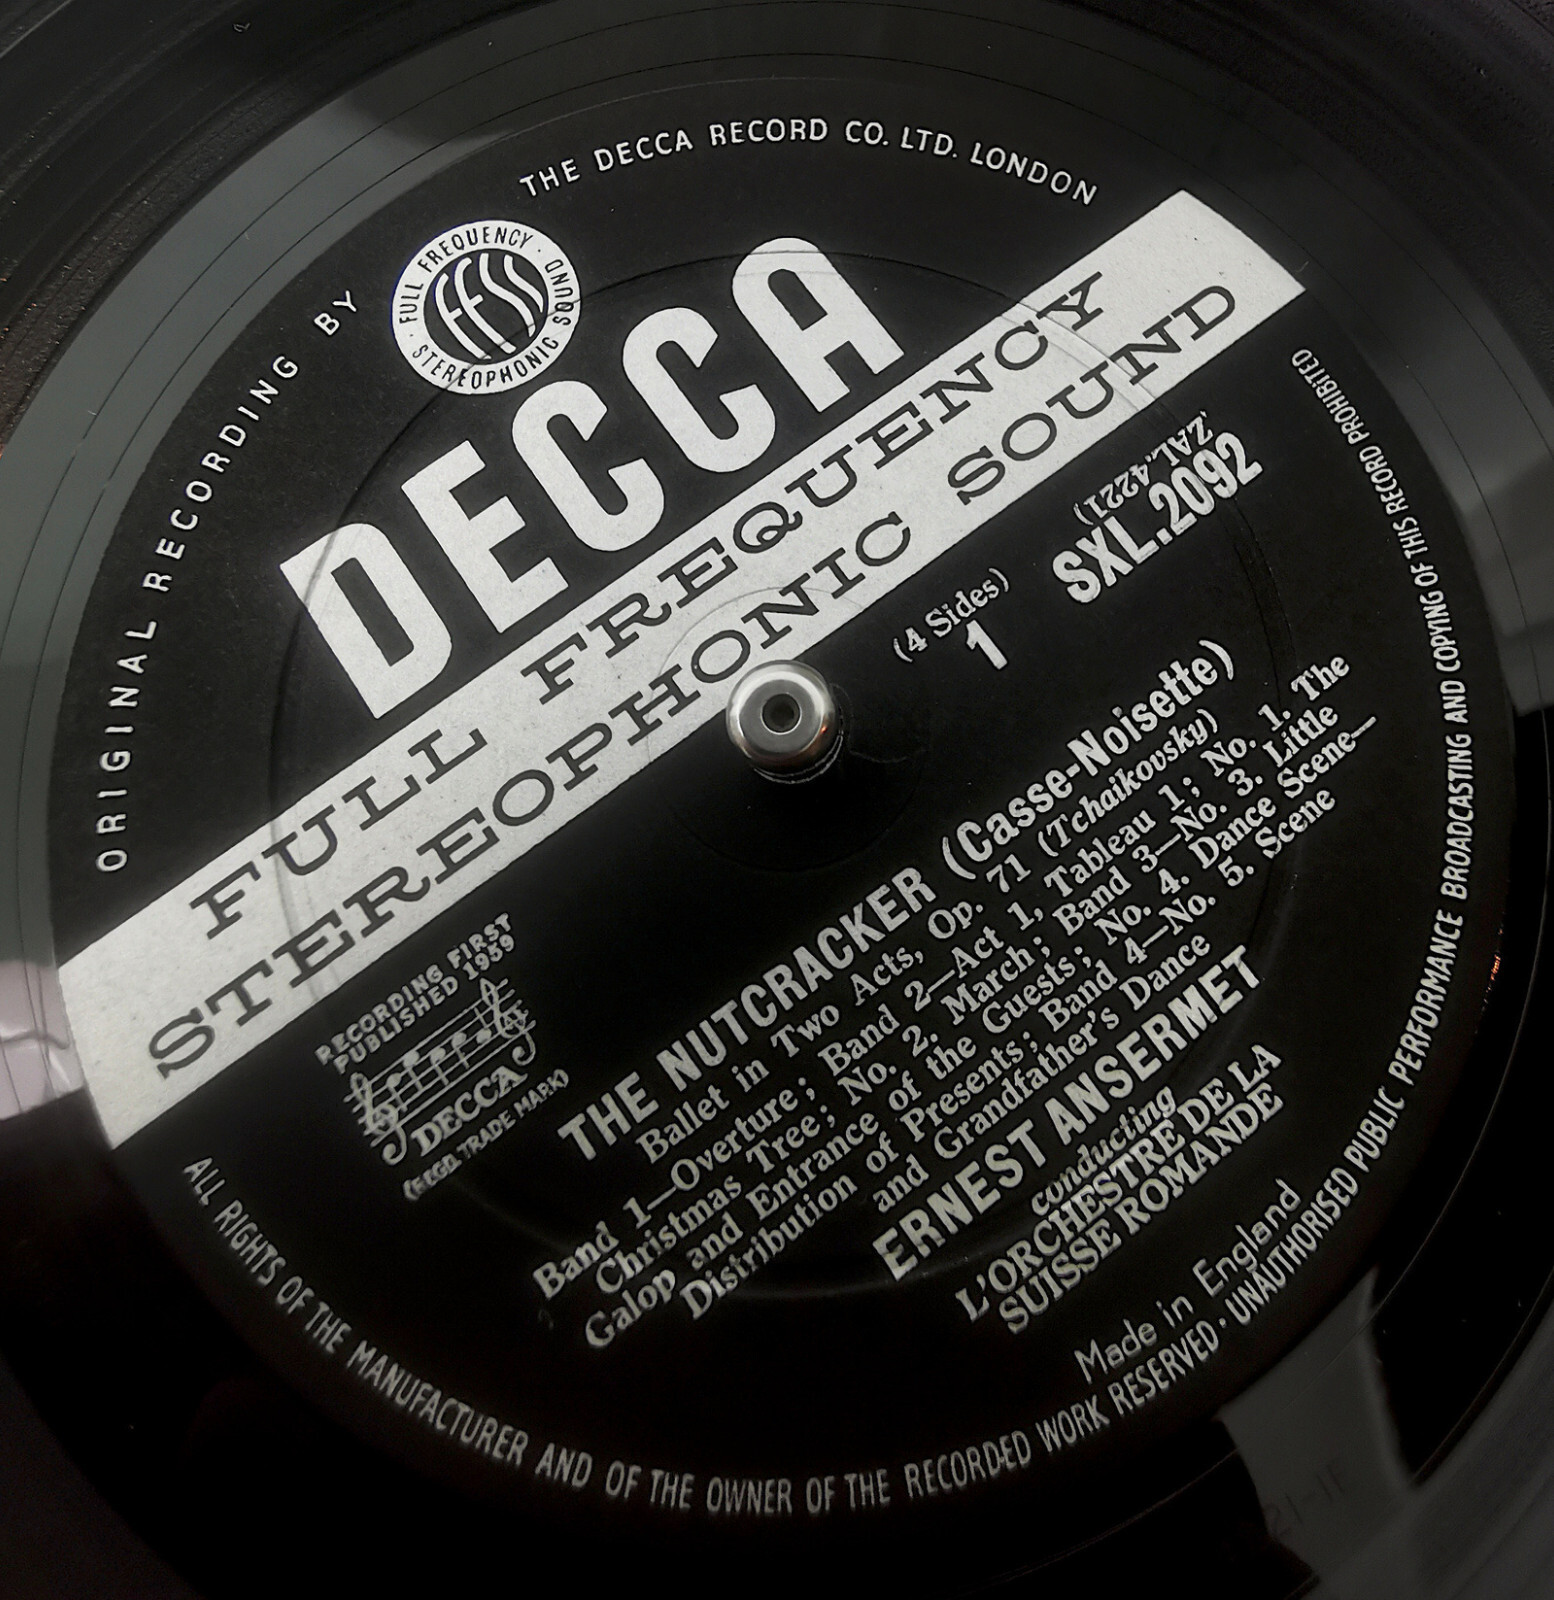 ORIGINAL RECORDING BY
THE DECCA RECORD CO. LTD. LONDON
· FULL FREQUENCY · STEREOPHONIC SOUND
FFSS
DECCA
FULL FREQUENCY
STEREOPHONIC SOUND
RECORDING FIRST
PUBLISHED 1959
DECCA
(REGD. TRADE MARK)
(4 Sides)
1
ZAL.4221)
SXL.2092
THE NUTCRACKER (Casse-Noisette)
Ballet in Two Acts, Op. 71 (Tchaikovsky)
Band 1—Overture; Band 2—Act 1, Tableau 1; No. 1. The
Christmas Tree; No. 2. March; Band 3—No. 3. Little
Galop and Entrance of the Guests; No. 4. Dance Scene—
Distribution of Presents; Band 4—No. 5. Scene
and Grandfather's Dance
ERNEST ANSERMET
conducting
L'ORCHESTRE DE LA
SUISSE ROMANDE
Made in England
ALL RIGHTS OF THE MANUFACTURER AND OF THE OWNER OF THE RECORDED WORK RESERVED · UNAUTHORISED PUBLIC PERFORMANCE BROADCASTING AND COPYING OF THIS RECORD PROHIBITED